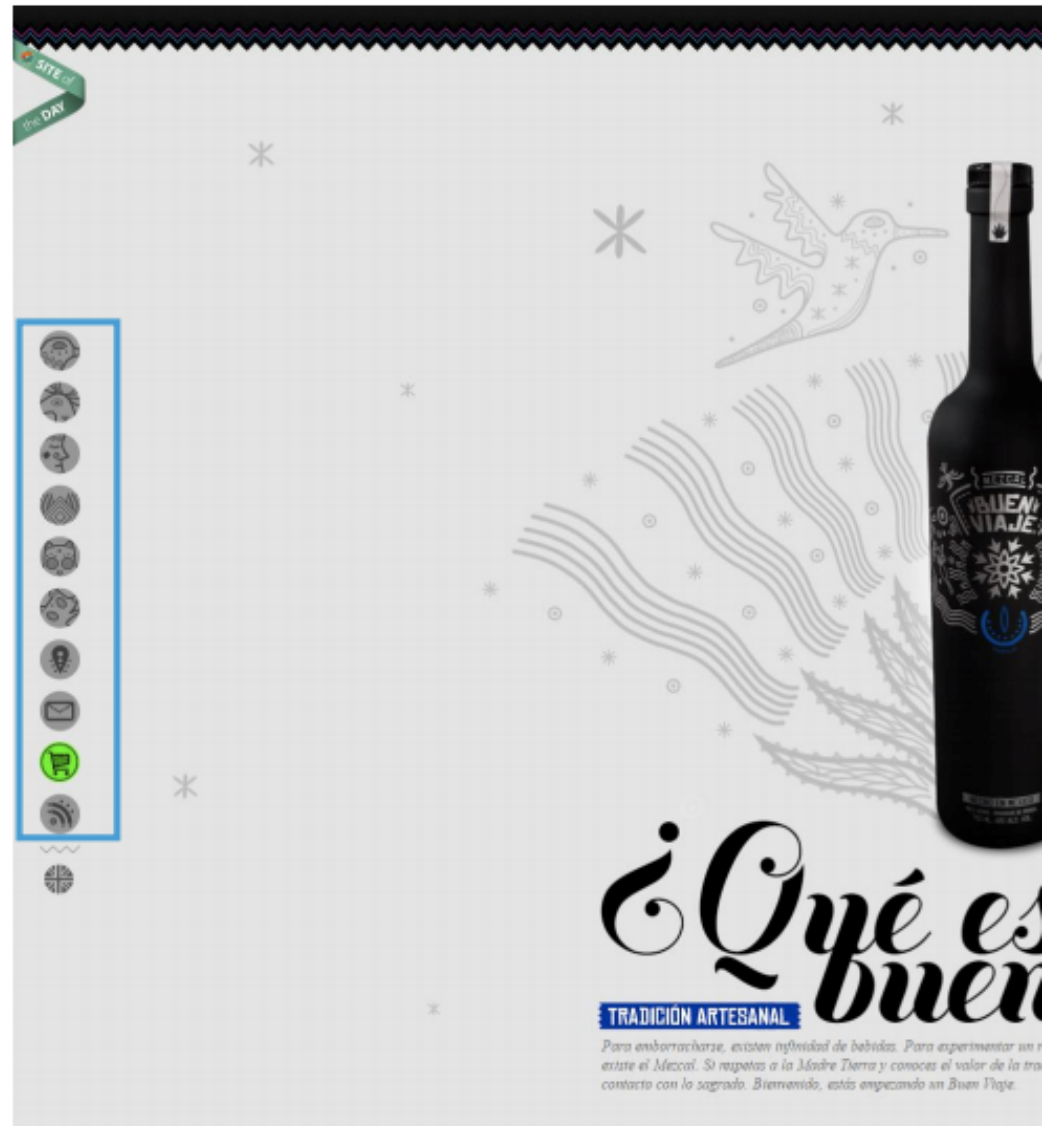 SITE of
the DAY
MEZCAL
BUEN
VIAJE
¿Qué es
buen
TRADICIÓN ARTESANAL
Para emborracharse, existen infinidad de bebidas. Para experimentar un
existe el Mezcal. Si respetas a la Madre Tierra y conoces el valor de la
contacto con lo sagrado. Bienvenido, estás empezando un Buen Viaje.